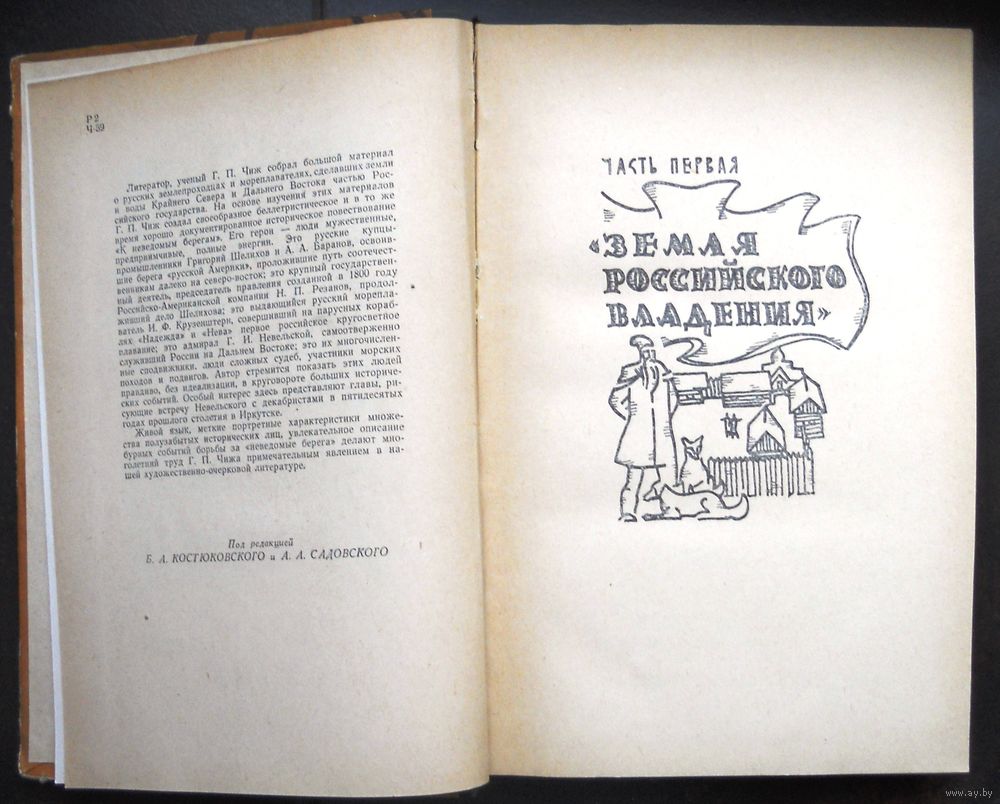 Р2
Ч-59
Литератор, ученый Г. П. Чиж собрал большой материал
о русских землепроходцах и мореплавателях, сделавших земли
и воды Крайнего Севера и Дальнего Востока частью Рос-
сийского государства. На основе изучения этих материалов
Г. П. Чиж создал своеобразное беллетристическое и в то же
время хорошо документированное историческое повествование
«К неведомым берегам». Его герои — люди мужественные,
предприимчивые, полные энергии. Это русские купцы-
промышленники Григорий Шелихов и А. А. Баранов, освоив-
шие берега «русской Америки», проложившие путь соотечест-
венникам далеко на северо-восток; это крупный государствен-
ный деятель, председатель правления созданной в 1800 году
Российско-Американской компании Н. П. Резанов, продол-
живший дело Шелихова; это выдающийся русский морепла-
ватель И. Ф. Крузенштерн, совершивший на парусных кораб-
лях «Надежда» и «Нева» первое российское кругосветное
плавание; это адмирал Г. И. Невельской, самоотверженно
служивший России на Дальнем Востоке; это их многочислен-
ные сподвижники, люди сложных судеб, участники морских
походов и подвигов. Автор стремится показать этих людей
правдиво, без идеализации, в круговороте больших историче-
ских событий. Особый интерес здесь представляют главы, ри-
сующие встречу Невельского с декабристами в пятидесятых
годах прошлого столетия в Иркутске.
Живой язык, меткие портретные характеристики множе-
ства полузабытых исторических лиц, увлекательное описание
бурных событий борьбы за «неведомые берега» делают мно-
голетний труд Г. П. Чижа примечательным явлением в на-
шей художественно-очерковой литературе.
Под редакцией
Б. А. КОСТЮКОВСКОГО и А. А. САДОВСКОГО
ЧАСТЬ ПЕРВАЯ
«ЗЕМЛЯ
РОССИЙСКОГО
ВЛАДЕНИЯ»
www.ay.by